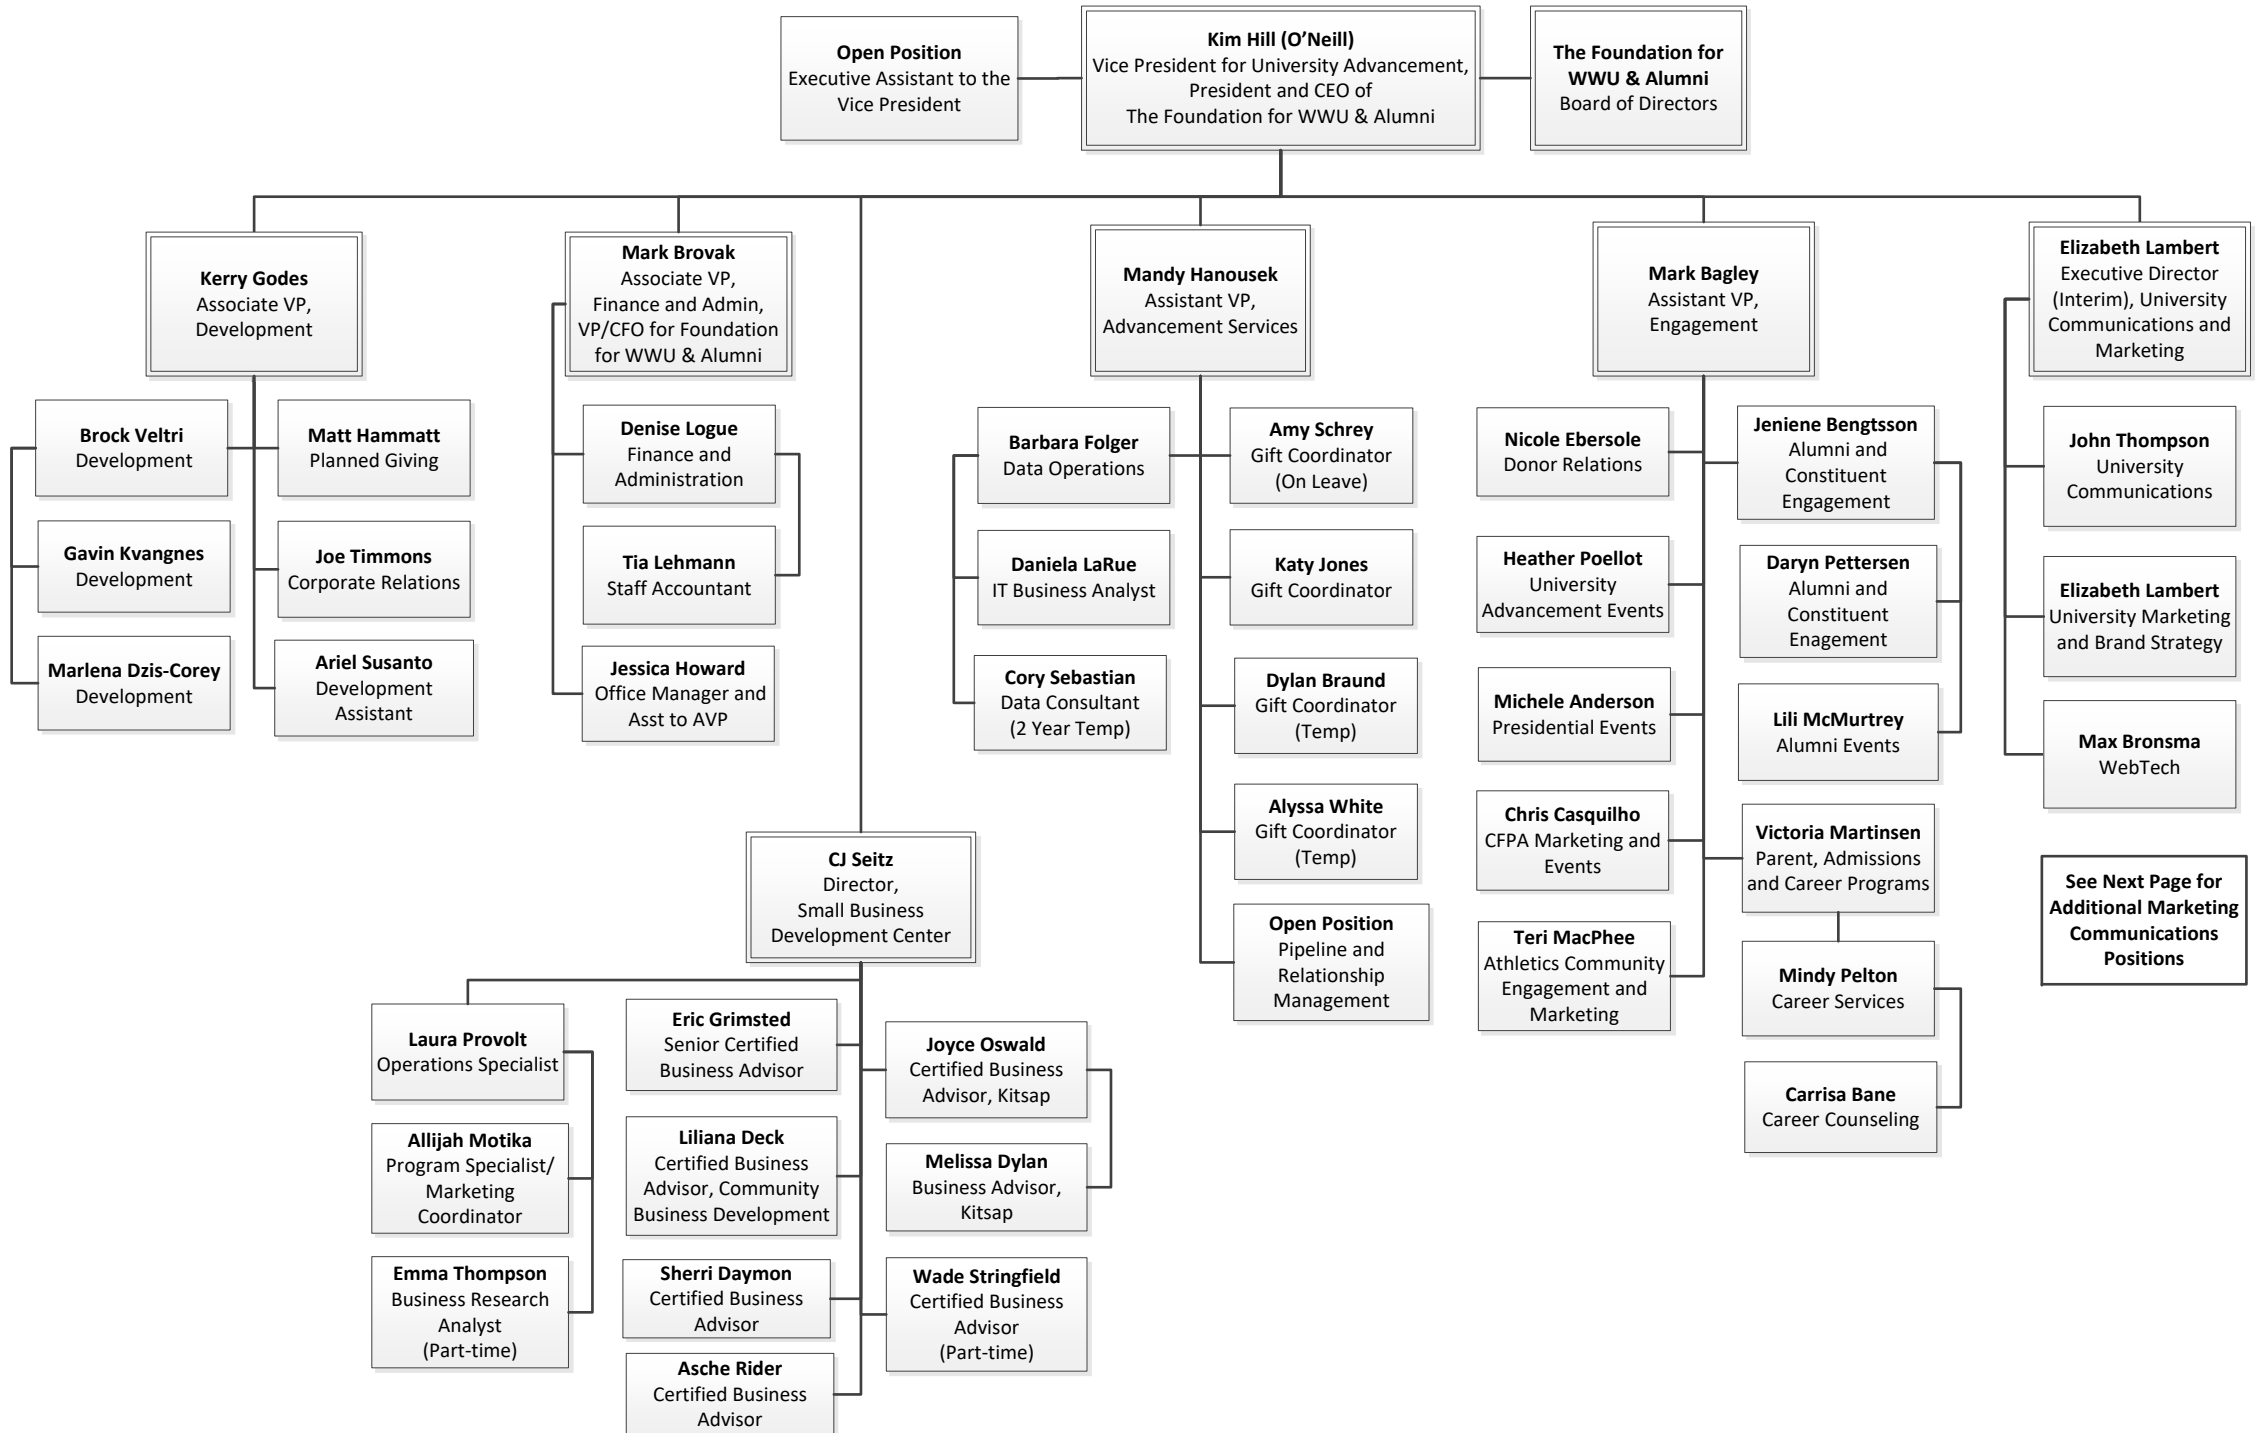 Open Position
Executive Assistant to the
Vice President
Kim Hill (O'Neill)
Vice President for University Advancement,
President and CEO of
The Foundation for WWU & Alumni
The Foundation for
WWU & Alumni
Board of Directors
Kerry Godes
Associate VP,
Development
Mark Brovak
Associate VP,
Finance and Admin,
VP/CFO for Foundation
for WWU & Alumni
Mandy Hanousek
Assistant VP,
Advancement Services
Mark Bagley
Assistant VP,
Engagement
Elizabeth Lambert
Executive Director
(Interim), University
Communications and
Marketing
Brock Veltri
Development
Matt Hammatt
Planned Giving
Gavin Kvangnes
Development
Joe Timmons
Corporate Relations
Marlena Dzis-Corey
Development
Ariel Susanto
Development
Assistant
Denise Logue
Finance and
Administration
Tia Lehmann
Staff Accountant
Jessica Howard
Office Manager and
Asst to AVP
Barbara Folger
Data Operations
Amy Schrey
Gift Coordinator
(On Leave)
Daniela LaRue
IT Business Analyst
Katy Jones
Gift Coordinator
Cory Sebastian
Data Consultant
(2 Year Temp)
Dylan Braund
Gift Coordinator
(Temp)
Alyssa White
Gift Coordinator
(Temp)
Open Position
Pipeline and
Relationship
Management
Nicole Ebersole
Donor Relations
Jeniene Bengtsson
Alumni and
Constituent
Engagement
Heather Poellot
University
Advancement Events
Daryn Pettersen
Alumni and
Constituent
Enagement
Michele Anderson
Presidential Events
Lili McMurtrey
Alumni Events
Chris Casquilho
CFPA Marketing and
Events
Victoria Martinsen
Parent, Admissions
and Career Programs
Teri MacPhee
Athletics Community
Engagement and
Marketing
Mindy Pelton
Career Services
Carrisa Bane
Career Counseling
John Thompson
University
Communications
Elizabeth Lambert
University Marketing
and Brand Strategy
Max Bronsma
WebTech
See Next Page for
Additional Marketing
Communications
Positions
CJ Seitz
Director,
Small Business
Development Center
Laura Provolt
Operations Specialist
Allijah Motika
Program Specialist/
Marketing
Coordinator
Emma Thompson
Business Research
Analyst
(Part-time)
Eric Grimsted
Senior Certified
Business Advisor
Liliana Deck
Certified Business
Advisor, Community
Business Development
Sherri Daymon
Certified Business
Advisor
Asche Rider
Certified Business
Advisor
Joyce Oswald
Certified Business
Advisor, Kitsap
Melissa Dylan
Business Advisor,
Kitsap
Wade Stringfield
Certified Business
Advisor
(Part-time)